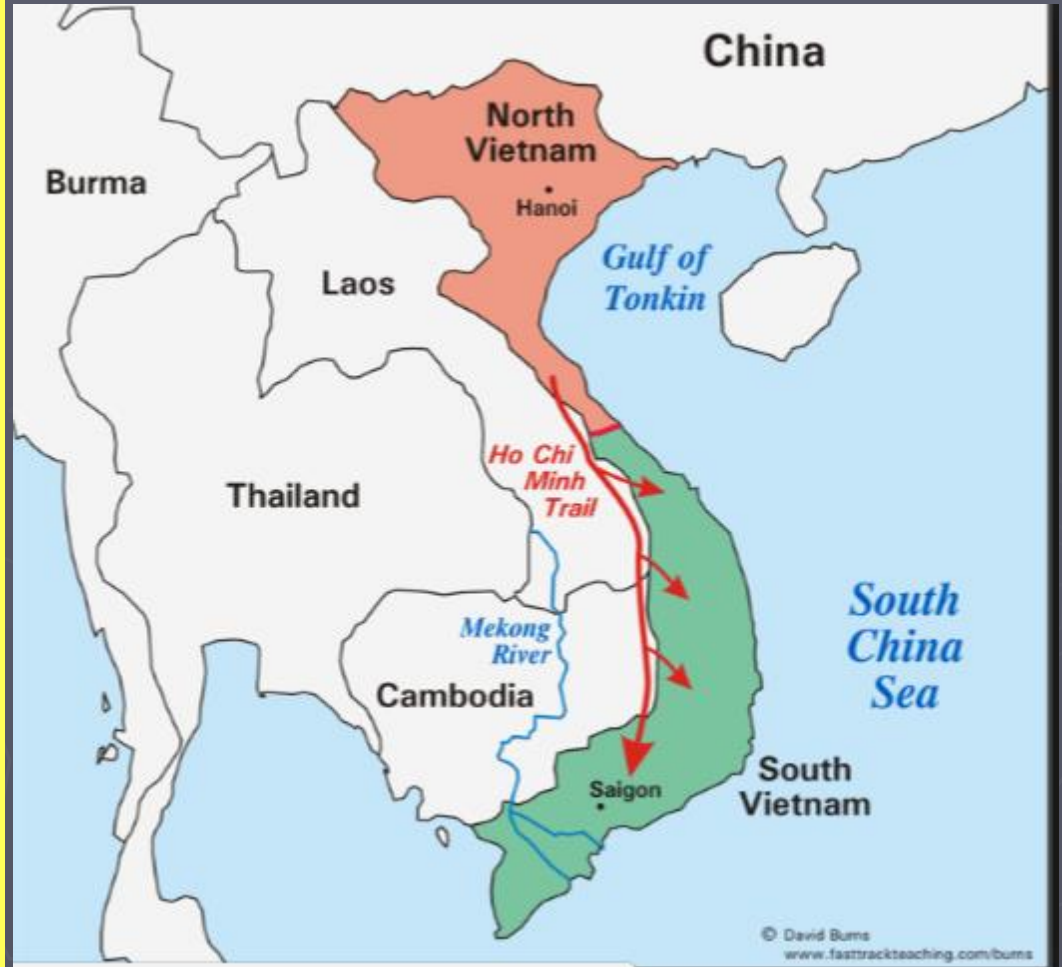 China
North
Vietnam
Hanoi
Burma
Gulf of
Tonkin
Laos
Ho Chi
Minh
Trail
Thailand
South
China
Sea
Mekong
River
Cambodia
South
Vietnam
Saigon
© David Burns
www.fasttrackteaching.com/burns